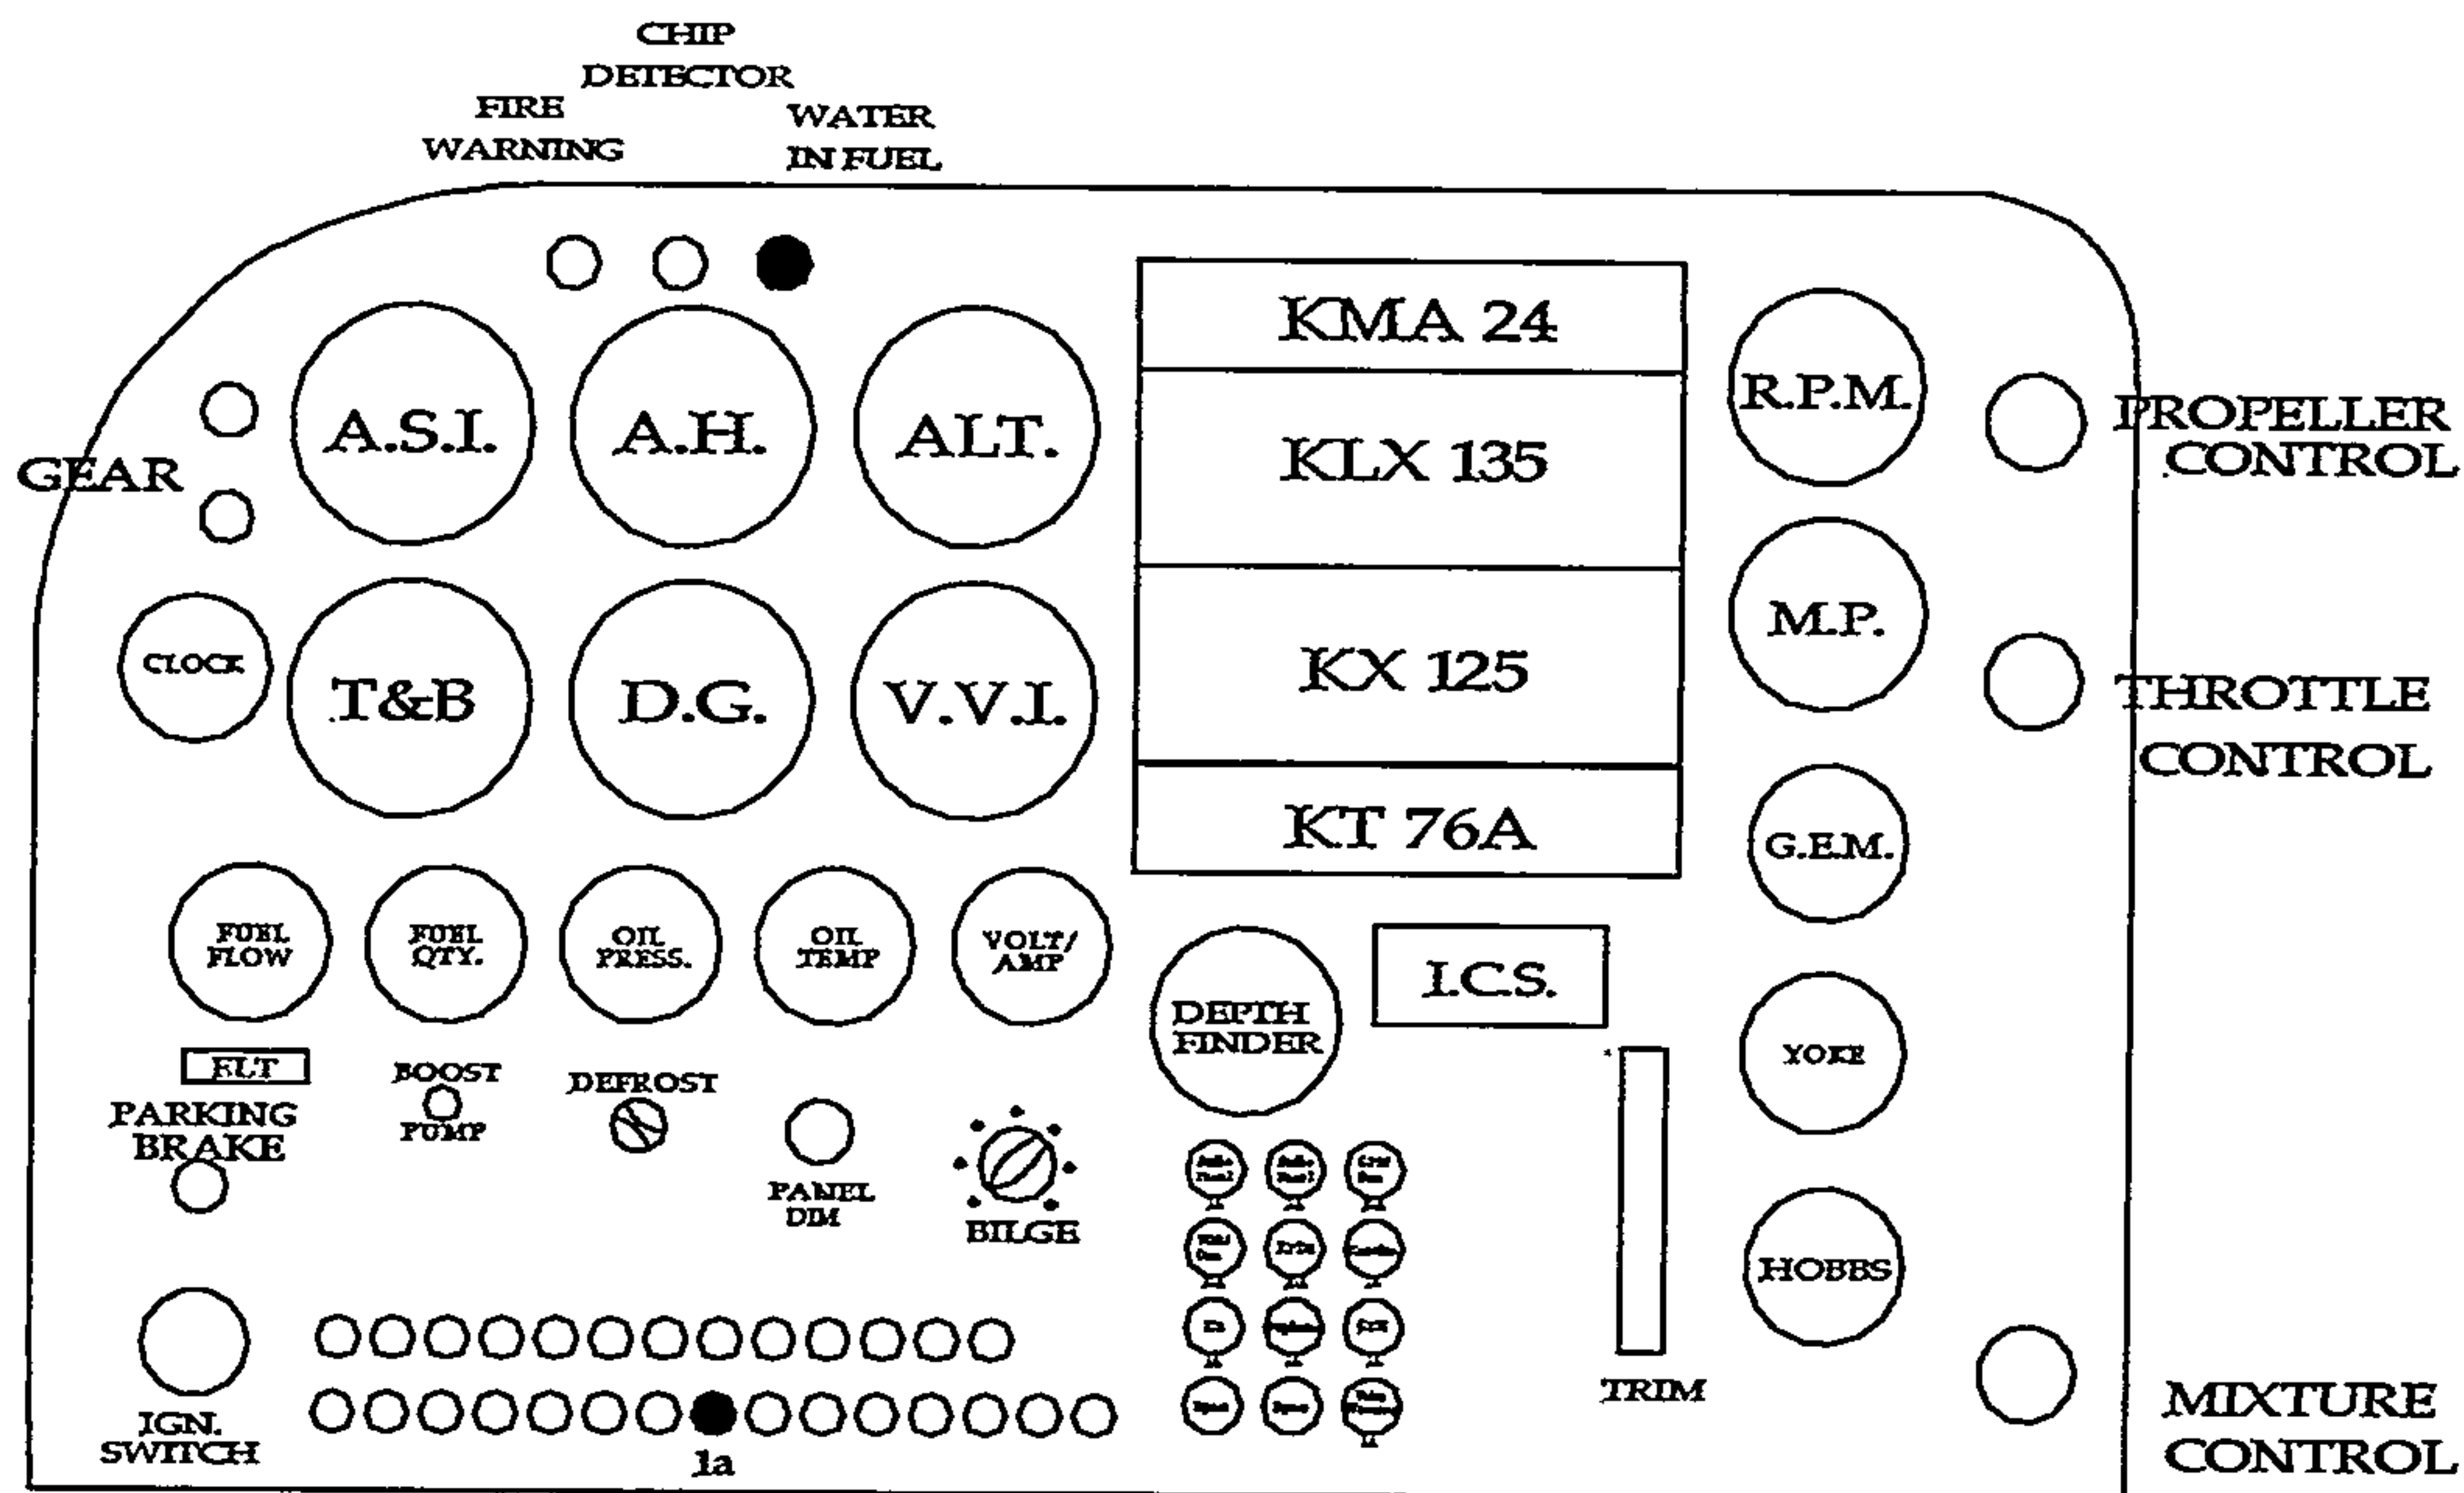 CHIP
DETECTOR
FIRE
WARNING
WATER
IN FUEL
GEAR
A.S.I.
A.H.
ALT.
KMA 24
KLX 135
KX 125
KT 76A
R.P.M.
PROPELLER
CONTROL
M.P.
THROTTLE
CONTROL
CLOCK
T&B
D.G.
V.V.I.
G.E.M.
FUEL
FLOW
FUEL
QTY.
OIL
PRESS.
OIL
TEMP
VOLT/
AMP
DEPTH
FINDER
I.C.S.
YOKE
ELT
PARKING
BRAKE
BOOST
PUMP
DEFROST
PANEL
DIM
BILGE
HOBBS
TRIM
IGN.
SWITCH
1a
MIXTURE
CONTROL